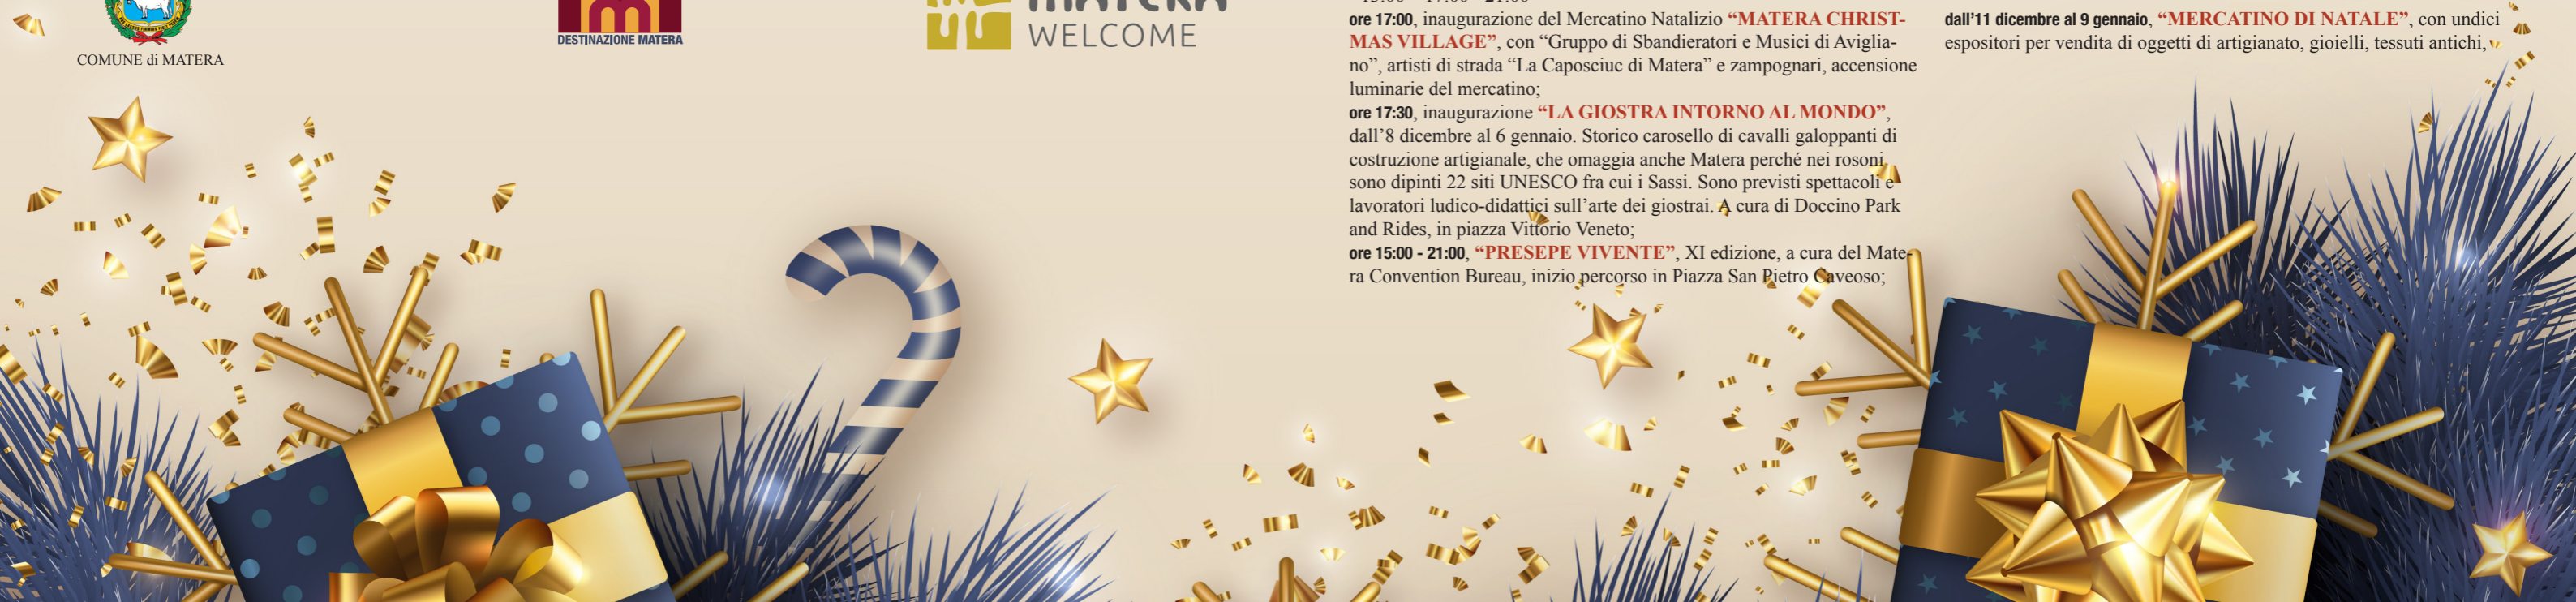 COMUNE di MATERA
DESTINAZIONE MATERA
WELCOME
ore 17:00, inaugurazione del Mercatino Natalizio “MATERA CHRIST-
MAS VILLAGE”, con “Gruppo di Sbandieratori e Musici di Aviglia-
no”, artisti di strada “La Caposciuc di Matera” e zampognari, accensione
luminarie del mercatino;
ore 17:30, inaugurazione “LA GIOSTRA INTORNO AL MONDO”,
dall’8 dicembre al 6 gennaio. Storico carosello di cavalli galoppanti di
costruzione artigianale, che omaggia anche Matera perché nei rosoni
sono dipinti 22 siti UNESCO fra cui i Sassi. Sono previsti spettacoli e
lavoratori ludico-didattici sull’arte dei giostrai. A cura di Doccino Park
and Rides, in piazza Vittorio Veneto;
ore 15:00 - 21:00, “PRESEPE VIVENTE”, XI edizione, a cura del Mate-
ra Convention Bureau, inizio percorso in Piazza San Pietro Caveoso;
dall’11 dicembre al 9 gennaio, “MERCATINO DI NATALE”, con undici
espositori per vendita di oggetti di artigianato, gioielli, tessuti antichi,